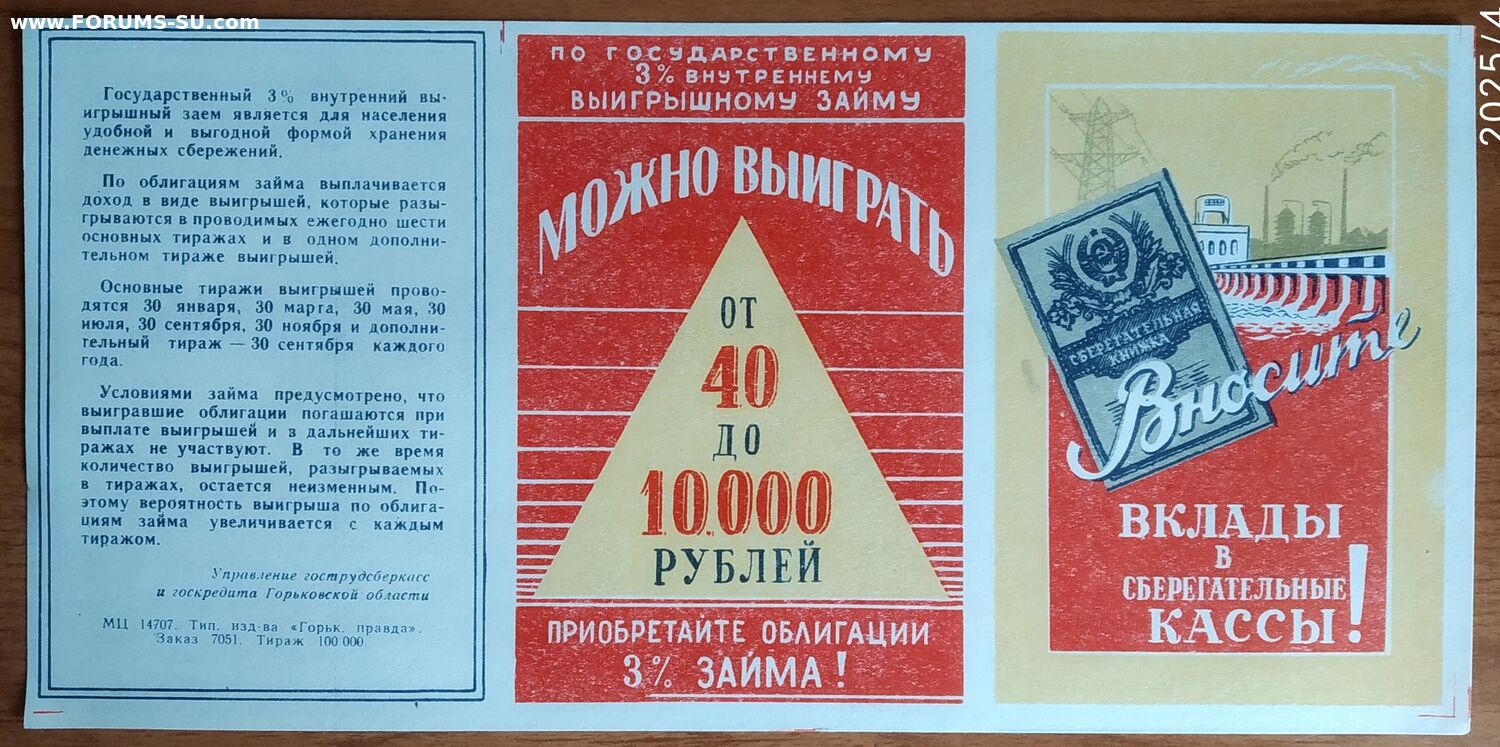 www.FORUMS-SU.com
2025/4
Государственный 3% внутренний вы-
игрышный заем является для населения
удобной и выгодной формой хранения
денежных сбережений.
По облигациям займа выплачивается
доход в виде выигрышей, которые разы-
грываются в проводимых ежегодно шести
основных тиражах и в одном дополни-
тельном тираже выигрышей.
Основные тиражи выигрышей прово-
дятся 30 января, 30 марта, 30 мая, 30
июля, 30 сентября, 30 ноября и дополни-
тельный тираж — 30 сентября каждого
года.
Условиями займа предусмотрено, что
выигравшие облигации погашаются при
выплате выигрышей и в дальнейших ти-
ражах не участвуют. В то же время
количество выигрышей, разыгрываемых
в тиражах, остается неизменным. По-
этому вероятность выигрыша по облига-
циям займа увеличивается с каждым
тиражом.
Управление гострудсберкасс
и госкредита Горьковской области
МЦ 14707. Тип. изд-ва «Горьк. правда».
Заказ 7051. Тираж 100 000.
ПО ГОСУДАРСТВЕННОМУ
3% ВНУТРЕННЕМУ
ВЫИГРЫШНОМУ ЗАЙМУ
МОЖНО ВЫИГРАТЬ
ОТ
40
ДО
10.000
РУБЛЕЙ
ПРИОБРЕТАЙТЕ ОБЛИГАЦИИ
3% ЗАЙМА!
СБЕРЕГАТЕЛЬНАЯ
КНИЖКА
Вносите
ВКЛАДЫ
В
СБЕРЕГАТЕЛЬНЫЕ
КАССЫ!